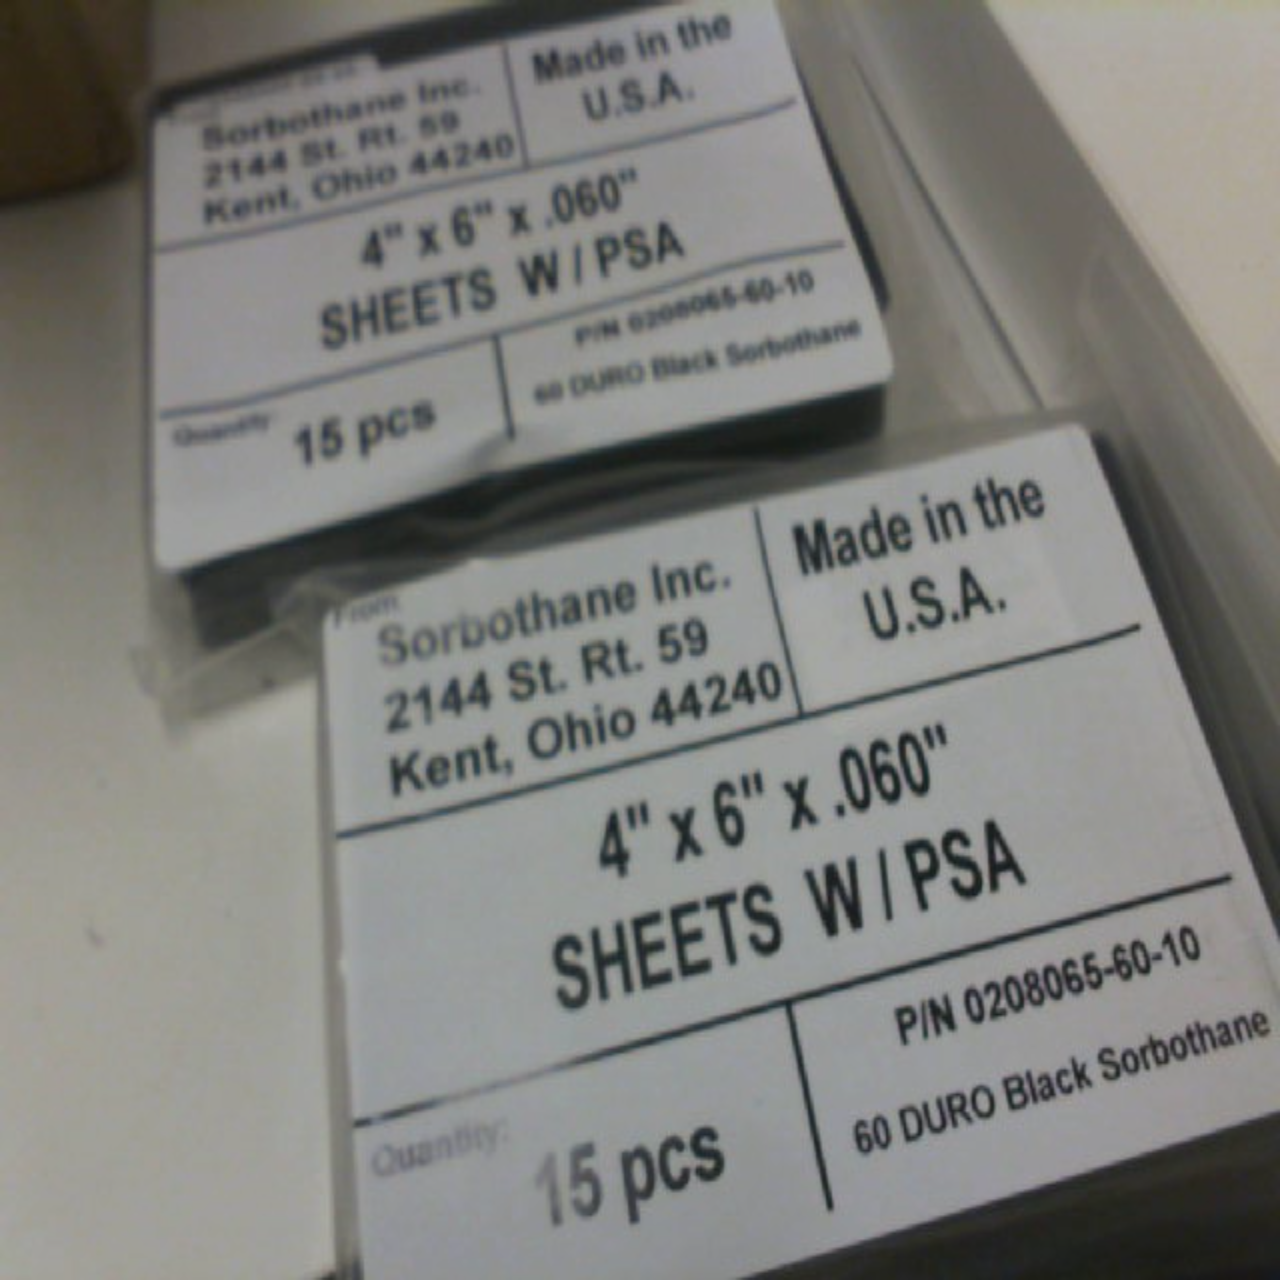 Sorbothane Inc.
2144 St. Rt. 59
Kent, Ohio 44240
Made in the
U.S.A.
4" x 6" x .060"
SHEETS W / PSA
Quantity:
15 pcs
P/N 0208065-60-10
60 DURO Black Sorbothane
From
Sorbothane Inc.
2144 St. Rt. 59
Kent, Ohio 44240
Made in the
U.S.A.
4" x 6" x .060"
SHEETS W / PSA
Quantity:
15 pcs
P/N 0208065-60-10
60 DURO Black Sorbothane